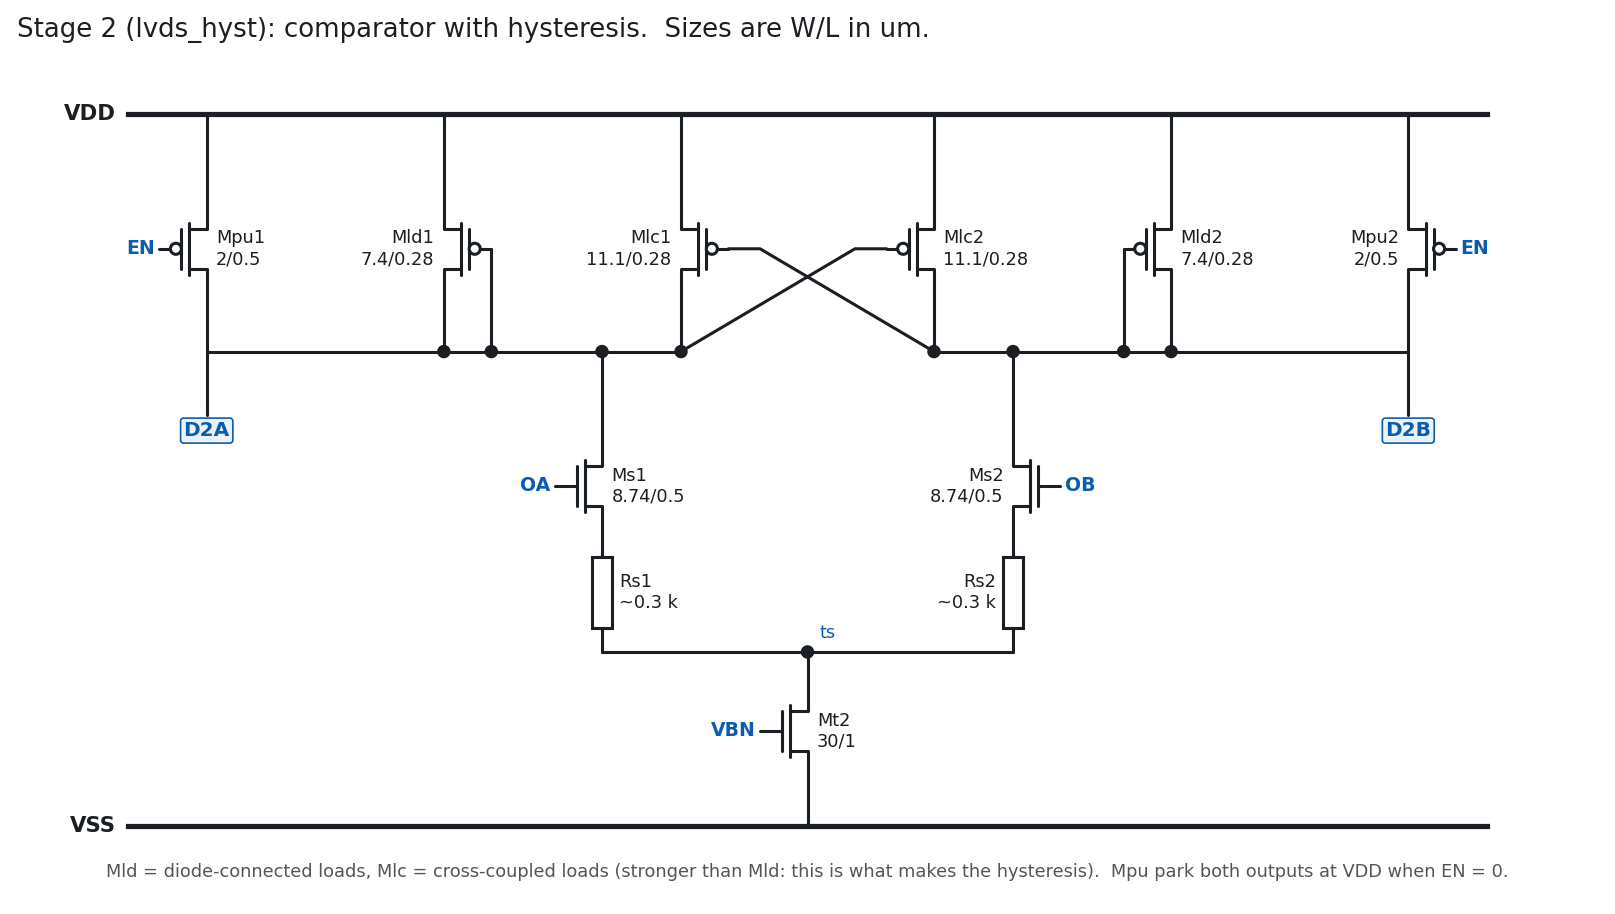 Stage 2 (lvds_hyst): comparator with hysteresis.  Sizes are W/L in um.
VDD
EN
Mpu1
2/0.5
Mld1
7.4/0.28
Mlc1
11.1/0.28
Mlc2
11.1/0.28
Mld2
7.4/0.28
Mpu2
2/0.5
EN
D2A
D2B
OA
Ms1
8.74/0.5
Ms2
8.74/0.5
OB
Rs1
~0.3 k
Rs2
~0.3 k
ts
VBN
Mt2
30/1
VSS
Mld = diode-connected loads, Mlc = cross-coupled loads (stronger than Mld: this is what makes the hysteresis).  Mpu park both outputs at VDD when EN = 0.